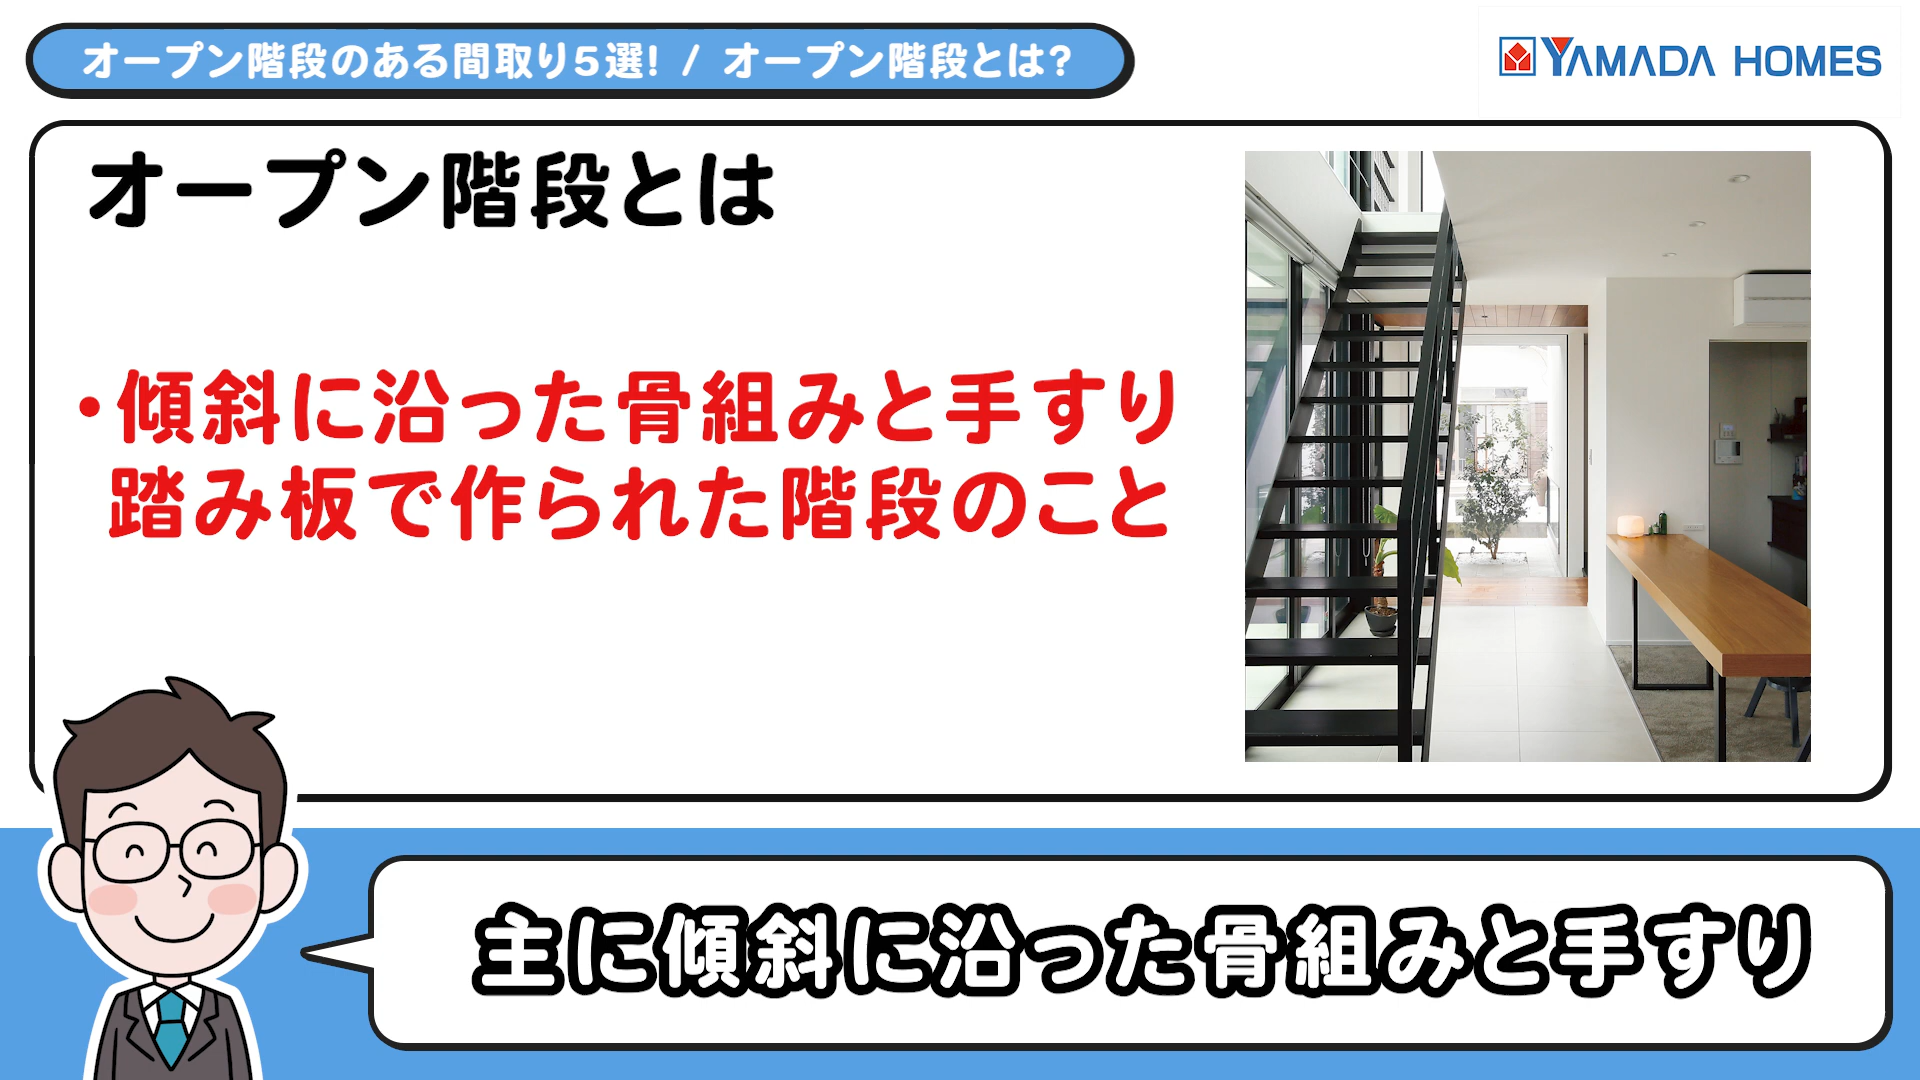 オープン階段のある間取り5選! / オープン階段とは?
YAMADA HOMES
オープン階段とは
・傾斜に沿った骨組みと手すり
踏み板で作られた階段のこと
主に傾斜に沿った骨組みと手すり